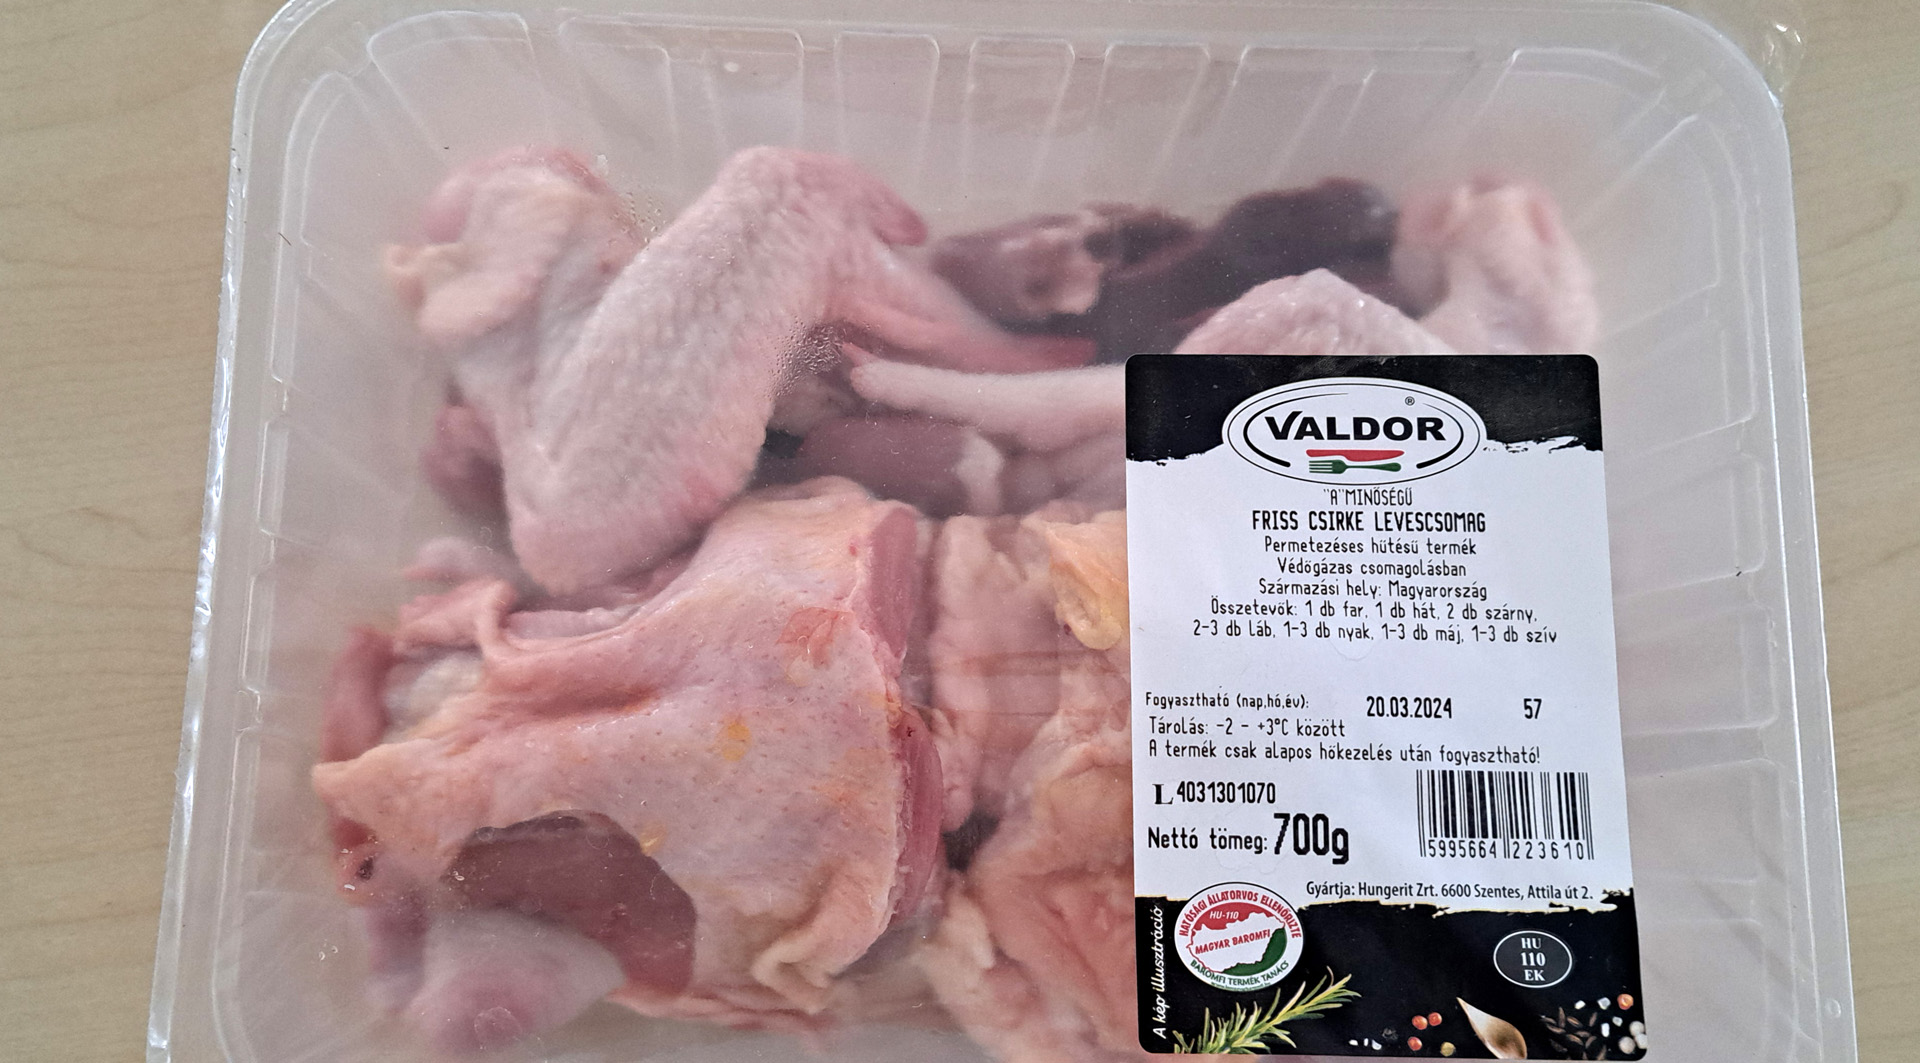 VALDOR®
"A"MINŐSÉGŰ
FRISS CSIRKE LEVESCSOMAG
Permetezéses hűtésű termék
Védőgázas csomagolásban
Származási hely: Magyarország
Összetevők: 1 db far, 1 db hát, 2 db szárny,
2-3 db láb, 1-3 db nyak, 1-3 db máj, 1-3 db szív
Fogyasztható (nap,hó,év): 20.03.2024 57
Tárolás: -2 - +3°C között
A termék csak alapos hőkezelés után fogyasztható!
L 4031301070
Nettó tömeg: 700g
5995664 223610
Gyártja: Hungerit Zrt. 6600 Szentes, Attila út 2.
A kép illusztráció
HATÓSÁGI ÁLLATORVOS ELLENŐRIZTE
HU-110
MAGYAR BAROMFI
BAROMFI TERMÉK TANÁCS
HU
110
EK